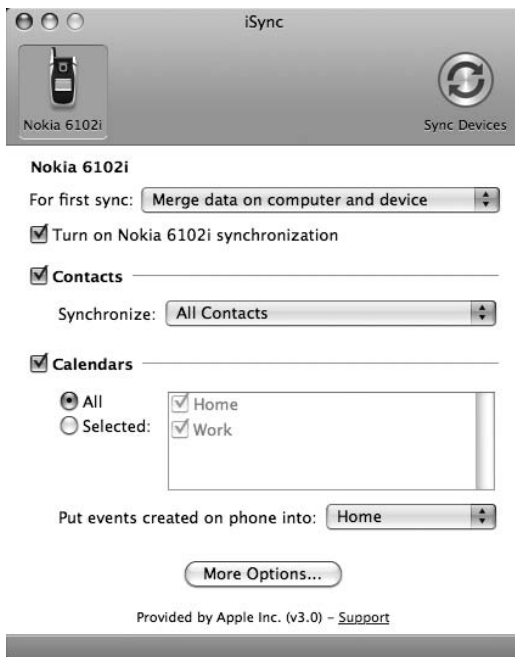 iSync
Nokia 6102i
Sync Devices
Nokia 6102i
For first sync: Merge data on computer and device
Turn on Nokia 6102i synchronization
Contacts
Synchronize: All Contacts
Calendars
All
Home
Selected:
Work
Put events created on phone into: Home
More Options...
Provided by Apple Inc. (v3.0) – Support